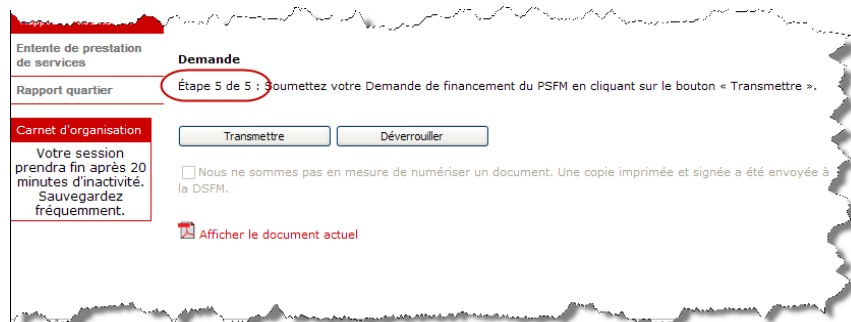 Entente de prestation
de services
Rapport quartier
Carnet d'organisation
Votre session
prendra fin après 20
minutes d'inactivité.
Sauvegardez
fréquemment.
Demande
Étape 5 de 5 : Soumettez votre Demande de financement du PSFM en cliquant sur le bouton « Transmettre ».
Transmettre
Déverrouiller
Nous ne sommes pas en mesure de numériser un document. Une copie imprimée et signée a été envoyée à
la DSFM.
Afficher le document actuel